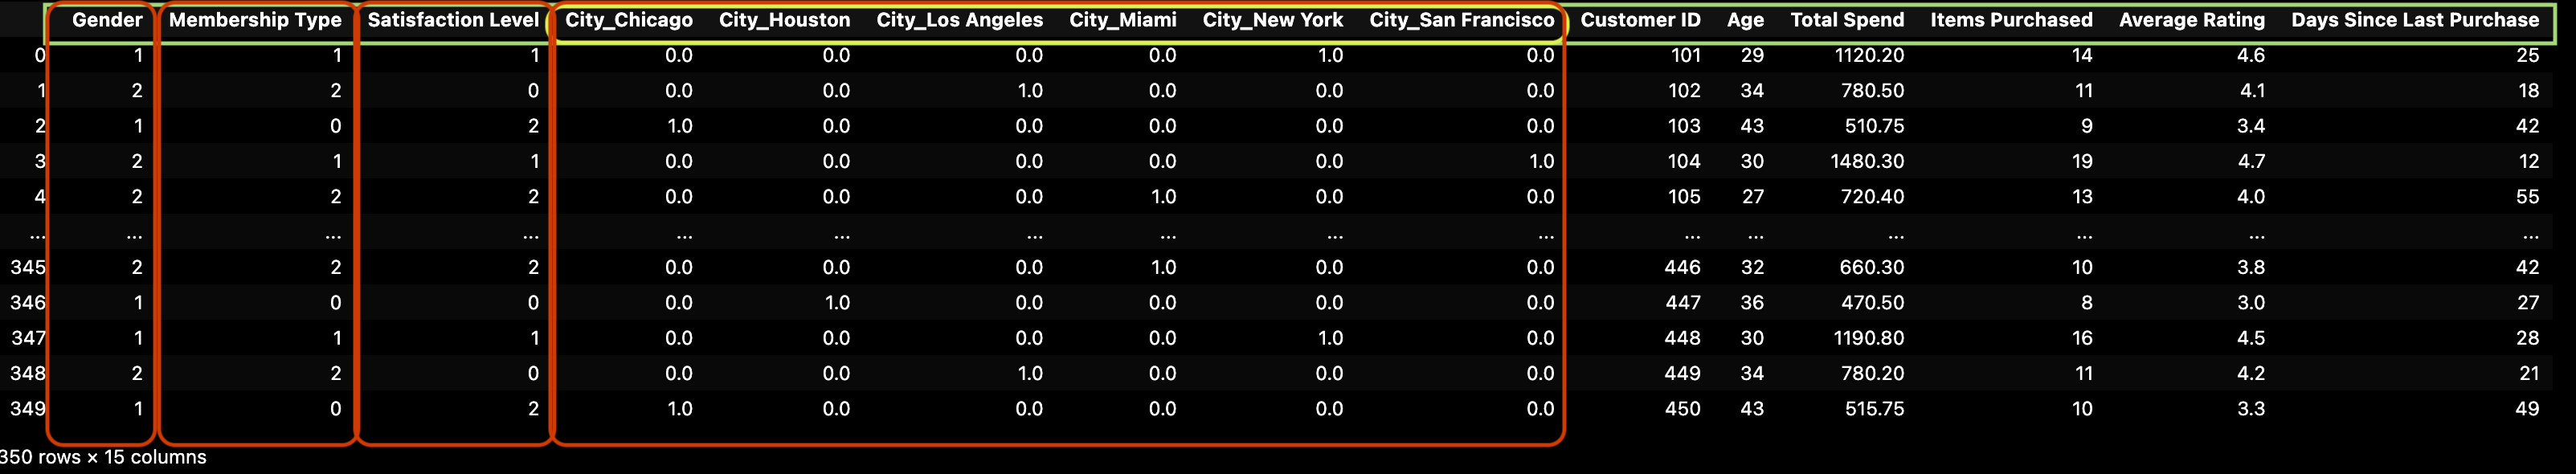 Gender Membership Type Satisfaction Level City_Chicago City_Houston City_Los Angeles City_Miami City_New York City_San Francisco Customer ID Age Total Spend Items Purchased Average Rating Days Since Last Purchase
0 1 1 1 0.0 0.0 0.0 0.0 1.0 0.0 101 29 1120.20 14 4.6 25
1 2 2 0 0.0 0.0 1.0 0.0 0.0 0.0 102 34 780.50 11 4.1 18
2 1 0 2 1.0 0.0 0.0 0.0 0.0 0.0 103 43 510.75 9 3.4 42
3 2 1 1 0.0 0.0 0.0 0.0 0.0 1.0 104 30 1480.30 19 4.7 12
4 2 2 2 0.0 0.0 0.0 1.0 0.0 0.0 105 27 720.40 13 4.0 55
... ... ... ... ... ... ... ... ... ... ... ... ... ... ... ...
345 2 2 2 0.0 0.0 0.0 1.0 0.0 0.0 446 32 660.30 10 3.8 42
346 1 0 0 0.0 1.0 0.0 0.0 0.0 0.0 447 36 470.50 8 3.0 27
347 1 1 1 0.0 0.0 0.0 0.0 1.0 0.0 448 30 1190.80 16 4.5 28
348 2 2 0 0.0 0.0 1.0 0.0 0.0 0.0 449 34 780.20 11 4.2 21
349 1 0 2 1.0 0.0 0.0 0.0 0.0 0.0 450 43 515.75 10 3.3 49
350 rows × 15 columns